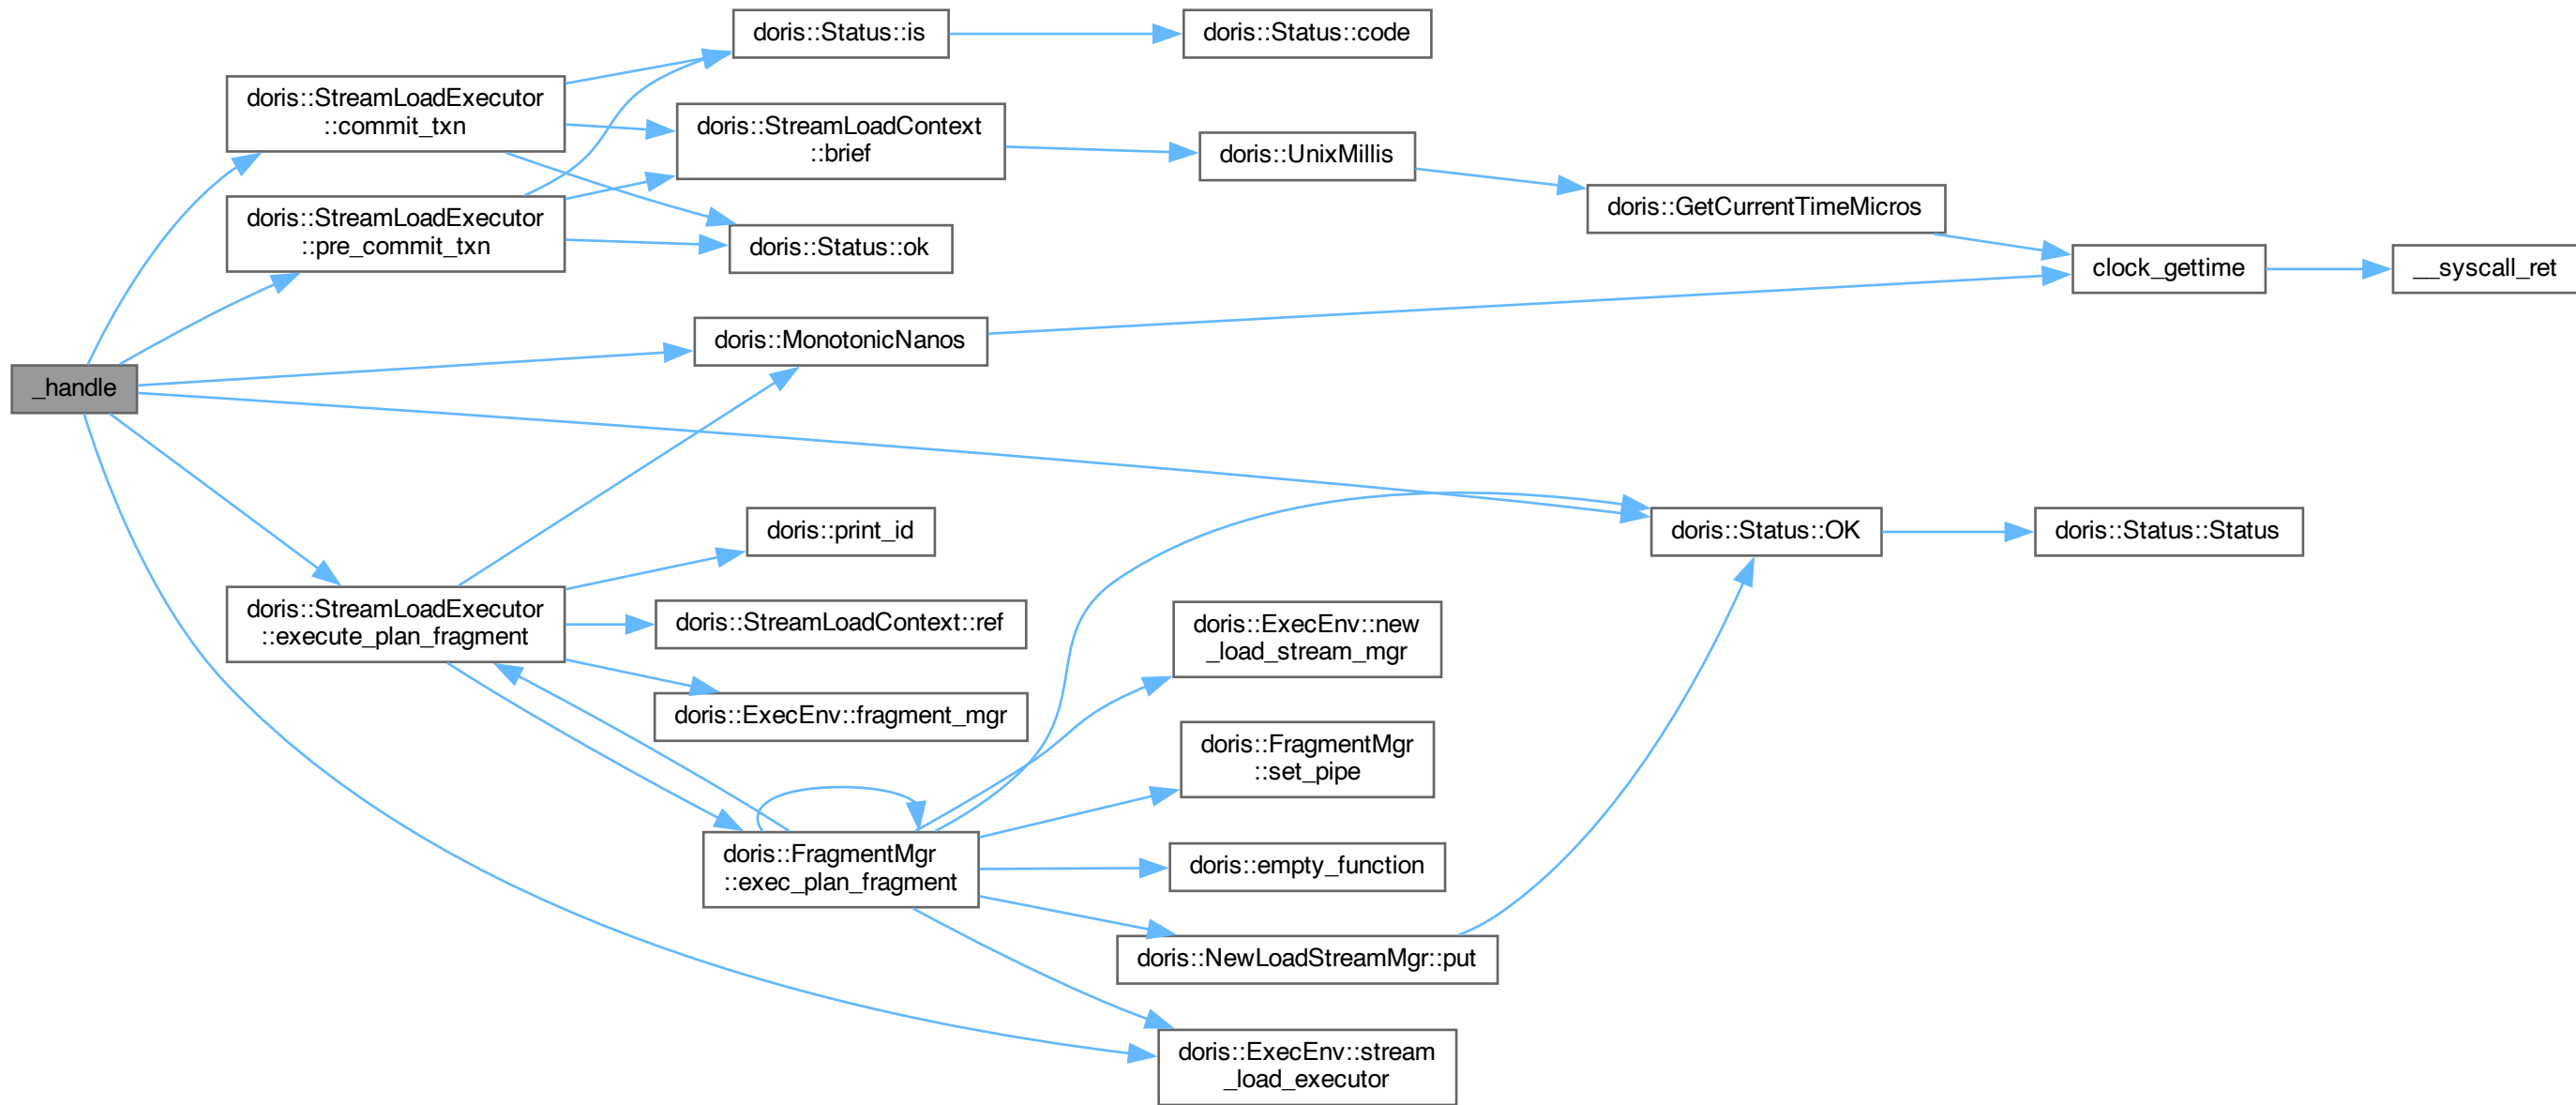 doris::Status::is
doris::Status::code
doris::StreamLoadExecutor
::commit_txn
doris::StreamLoadContext
::brief
doris::UnixMillis
doris::GetCurrentTimeMicros
doris::StreamLoadExecutor
::pre_commit_txn
doris::Status::ok
clock_gettime
__syscall_ret
doris::MonotonicNanos
_handle
doris::print_id
doris::Status::OK
doris::Status::Status
doris::StreamLoadExecutor
::execute_plan_fragment
doris::StreamLoadContext::ref
doris::ExecEnv::new
_load_stream_mgr
doris::ExecEnv::fragment_mgr
doris::FragmentMgr
::set_pipe
doris::FragmentMgr
::exec_plan_fragment
doris::empty_function
doris::NewLoadStreamMgr::put
doris::ExecEnv::stream
_load_executor